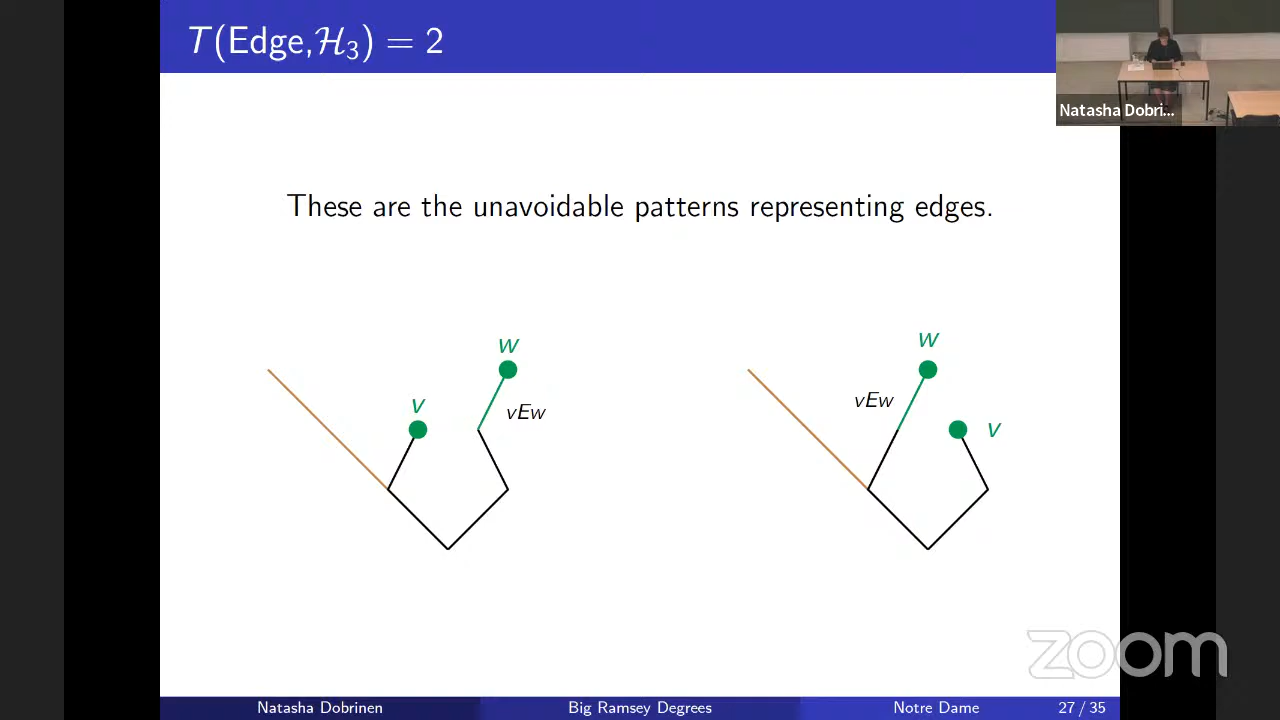 T(Edge,ℋ₃) = 2
Natasha Dobri...
These are the unavoidable patterns representing edges.
w
v
vEw
w
vEw
v
zoom
Natasha Dobrinen Big Ramsey Degrees Notre Dame 27 / 35